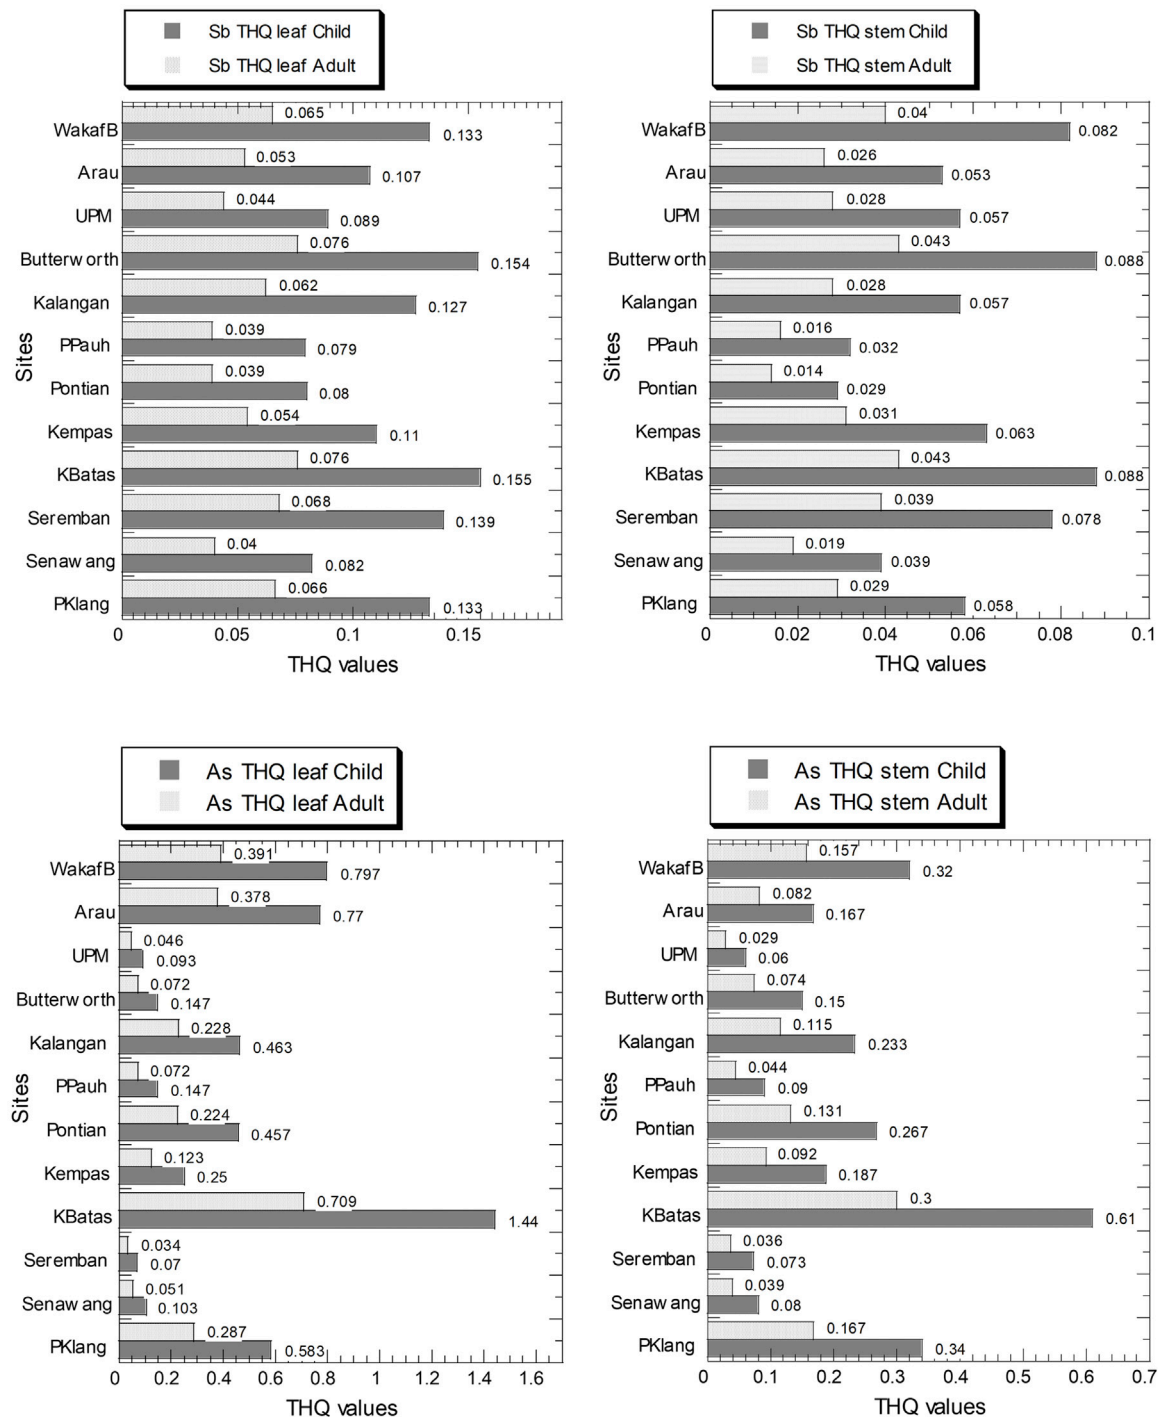 Sb THQ leaf Child
Sb THQ leaf Adult
WakafB 0.065 0.133
Arau 0.053 0.107
UPM 0.044 0.089
Butterworth 0.076 0.154
Kalangan 0.062 0.127
PPauh 0.039 0.079
Pontian 0.039 0.08
Kempas 0.054 0.11
KBatas 0.076 0.155
Seremban 0.068 0.139
Senawang 0.04 0.082
PKlang 0.066 0.133
Sites
0 0.05 0.1 0.15
THQ values
Sb THQ stem Child
Sb THQ stem Adult
WakafB 0.04 0.082
Arau 0.026 0.053
UPM 0.028 0.057
Butterworth 0.043 0.088
Kalangan 0.028 0.057
PPauh 0.016 0.032
Pontian 0.014 0.029
Kempas 0.031 0.063
KBatas 0.043 0.088
Seremban 0.039 0.078
Senawang 0.019 0.039
PKlang 0.029 0.058
Sites
0 0.02 0.04 0.06 0.08 0.1
THQ values
As THQ leaf Child
As THQ leaf Adult
WakafB 0.391 0.797
Arau 0.378 0.77
UPM 0.046 0.093
Butterworth 0.072 0.147
Kalangan 0.228 0.463
PPauh 0.072 0.147
Pontian 0.224 0.457
Kempas 0.123 0.25
KBatas 0.709 1.44
Seremban 0.034 0.07
Senawang 0.051 0.103
PKlang 0.287 0.583
Sites
0 0.2 0.4 0.6 0.8 1 1.2 1.4 1.6
THQ values
As THQ stem Child
As THQ stem Adult
WakafB 0.157 0.32
Arau 0.082 0.167
UPM 0.029 0.06
Butterworth 0.074 0.15
Kalangan 0.115 0.233
PPauh 0.044 0.09
Pontian 0.131 0.267
Kempas 0.092 0.187
KBatas 0.3 0.61
Seremban 0.036 0.073
Senawang 0.039 0.08
PKlang 0.167 0.34
Sites
0 0.1 0.2 0.3 0.4 0.5 0.6 0.7
THQ values